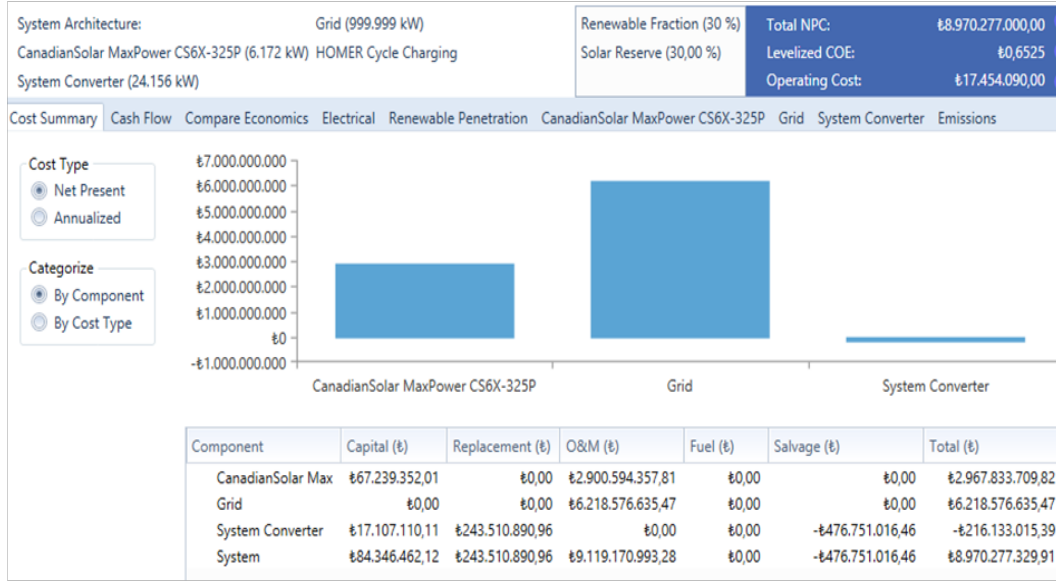 System Architecture: Grid (999.999 kW) Renewable Fraction (30 %) Total NPC: ₺8.970.277.000,00
CanadianSolar MaxPower CS6X-325P (6.172 kW) HOMER Cycle Charging Solar Reserve (30,00 %) Levelized COE: ₺0,6525
System Converter (24.156 kW) Operating Cost: ₺17.454.090,00
Cost Summary Cash Flow Compare Economics Electrical Renewable Penetration CanadianSolar MaxPower CS6X-325P Grid System Converter Emissions
Cost Type
Net Present
Annualized
Categorize
By Component
By Cost Type
₺7.000.000.000
₺6.000.000.000
₺5.000.000.000
₺4.000.000.000
₺3.000.000.000
₺2.000.000.000
₺1.000.000.000
₺0
-₺1.000.000.000
CanadianSolar MaxPower CS6X-325P Grid System Converter
Component Capital (₺) Replacement (₺) O&M (₺) Fuel (₺) Salvage (₺) Total (₺)
CanadianSolar Max ₺67.239.352,01 ₺0,00 ₺2.900.594.357,81 ₺0,00 ₺0,00 ₺2.967.833.709,82
Grid ₺0,00 ₺0,00 ₺6.218.576.635,47 ₺0,00 ₺0,00 ₺6.218.576.635,47
System Converter ₺17.107.110,11 ₺243.510.890,96 ₺0,00 ₺0,00 -₺476.751.016,46 -₺216.133.015,39
System ₺84.346.462,12 ₺243.510.890,96 ₺9.119.170.993,28 ₺0,00 -₺476.751.016,46 ₺8.970.277.329,91